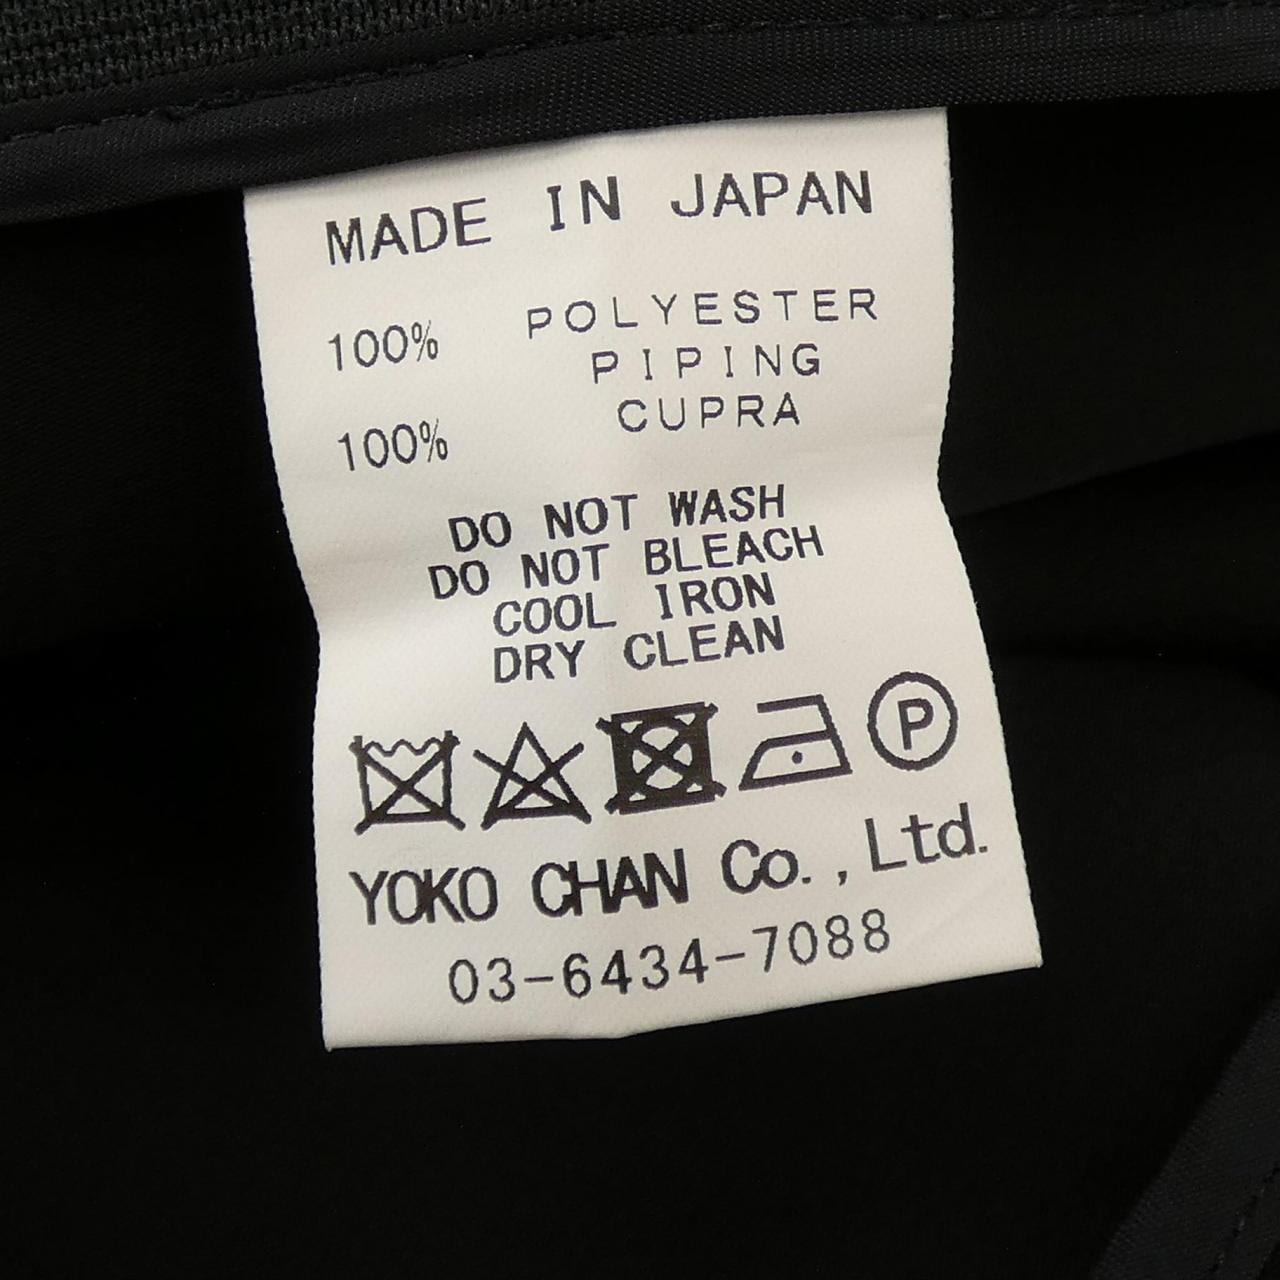 MADE IN JAPAN
100% POLYESTER
PIPING
100% CUPRA
DO NOT WASH
DO NOT BLEACH
COOL IRON
DRY CLEAN
P
YOKO CHAN Co., Ltd.
03-6434-7088